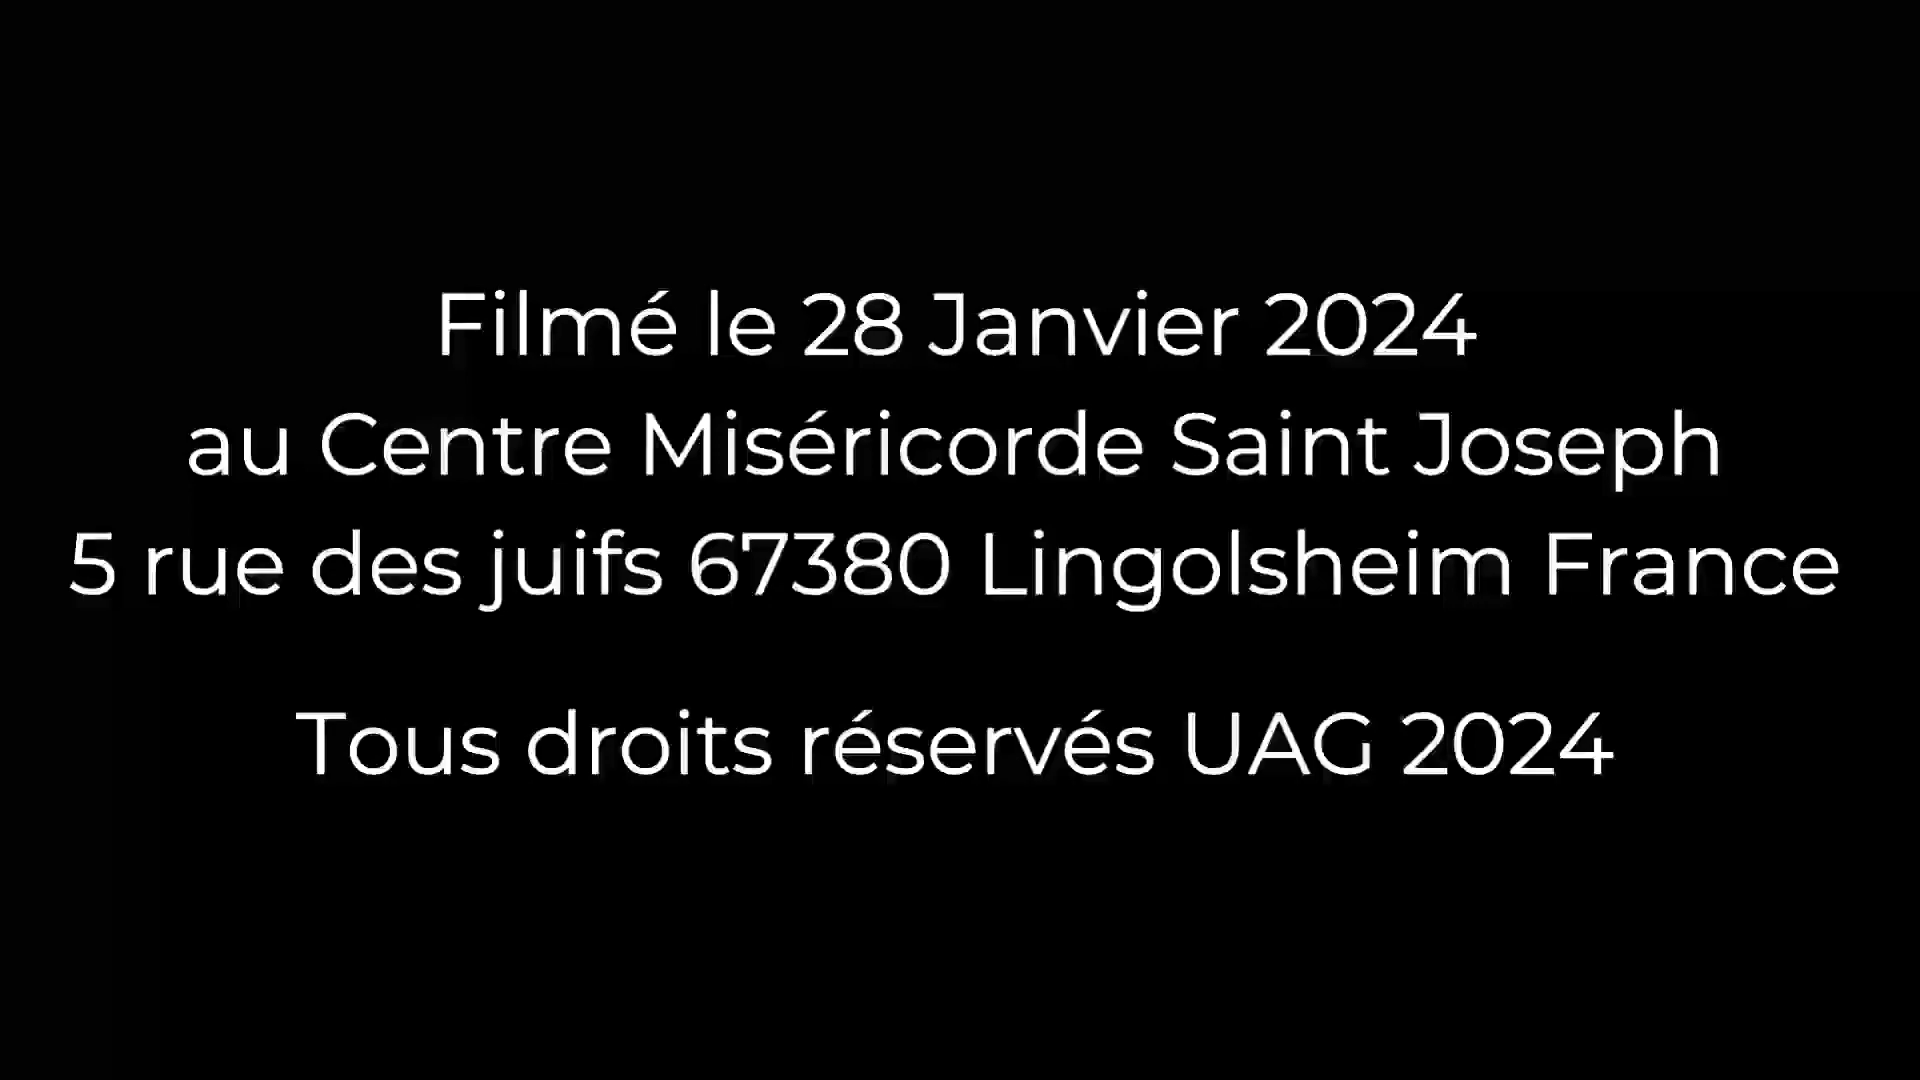 Filmé le 28 Janvier 2024
au Centre Miséricorde Saint Joseph
5 rue des juifs 67380 Lingolsheim France
Tous droits réservés UAG 2024